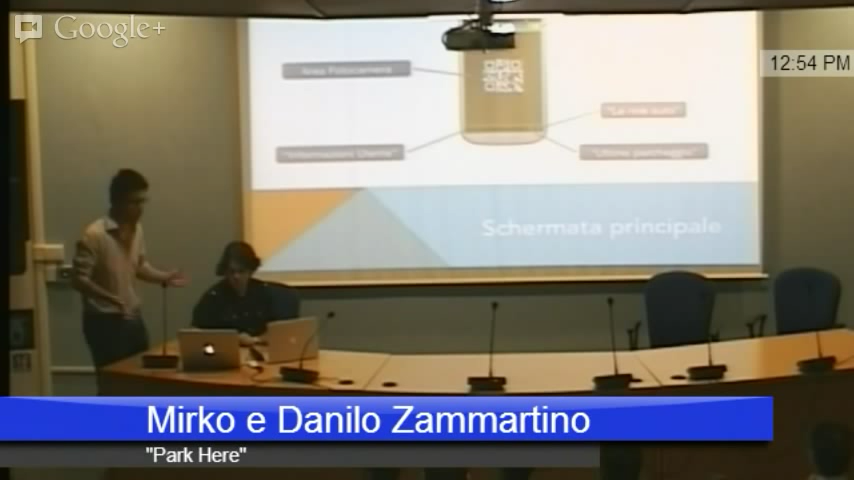 Google+
12:54 PM
Area Fotocamera
"Le mie auto"
"Informazioni Utente"
"Ultimo parcheggio"
Schermata principale
Mirko e Danilo Zammartino
"Park Here"